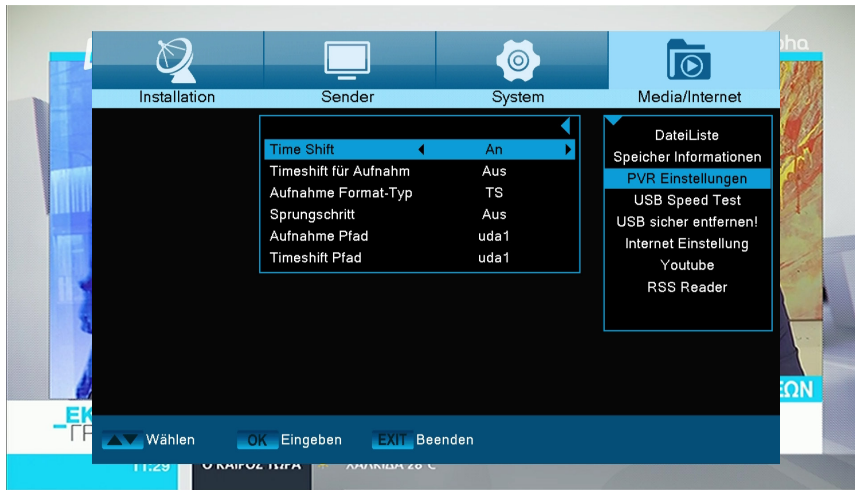 Installation Sender System Media/Internet
Time Shift An
Timeshift für Aufnahm Aus
Aufnahme Format-Typ TS
Sprungschritt Aus
Aufnahme Pfad uda1
Timeshift Pfad uda1
DateiListe
Speicher Informationen
PVR Einstellungen
USB Speed Test
USB sicher entfernen!
Internet Einstellung
Youtube
RSS Reader
Wählen OK Eingeben EXIT Beenden
11:29 Ο ΚΑΙΡΟΣ ΤΩΡΑ ΧΑΛΚΙΔΑ 28°C